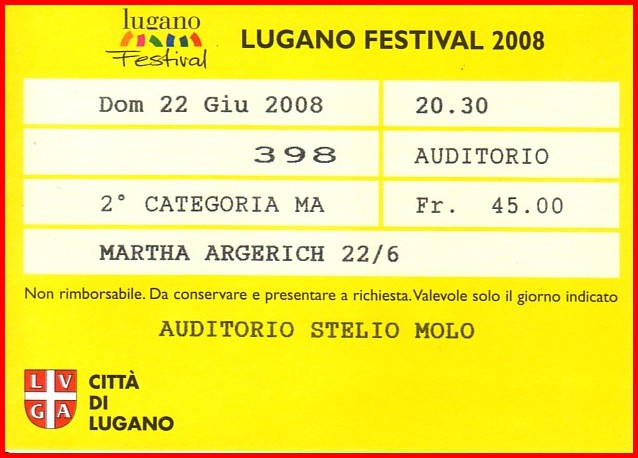 lugano
Festival
LUGANO FESTIVAL 2008
Dom 22 Giu 2008
20.30
398
AUDITORIO
2° CATEGORIA MA
Fr. 45.00
MARTHA ARGERICH 22/6
Non rimborsabile. Da conservare e presentare a richiesta. Valevole solo il giorno indicato
AUDITORIO STELIO MOLO
LVGA
CITTÀ
DI
LUGANO